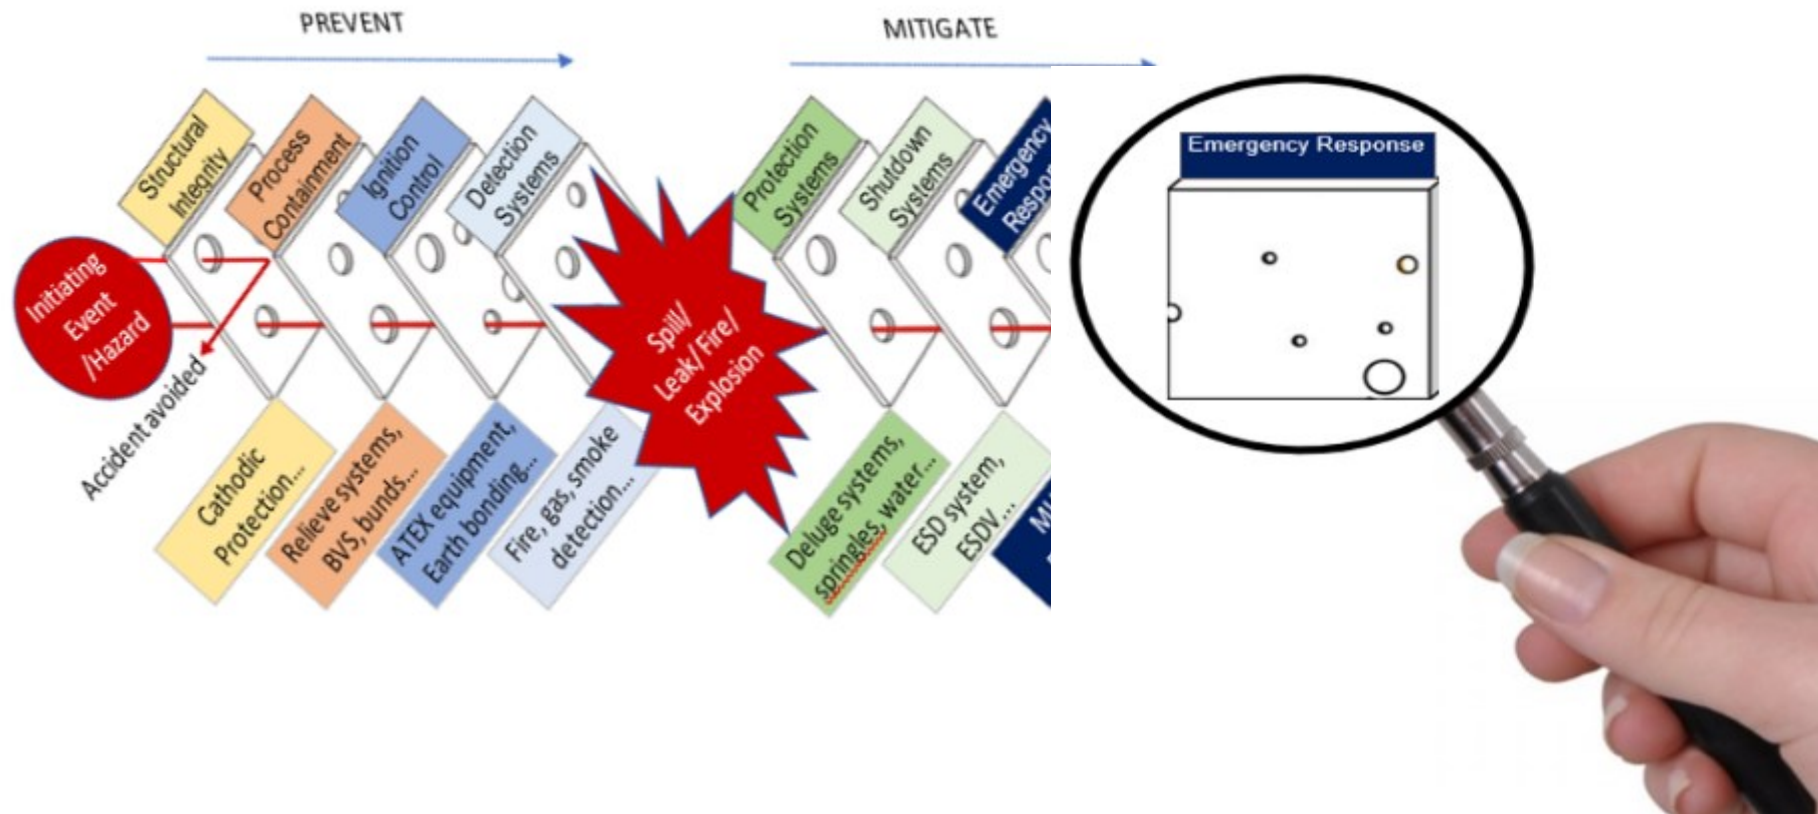 PREVENT
MITIGATE
Structural
Integrity
Process
Containment
Ignition
Control
Detection
Systems
Protection
Systems
Shutdown
Systems
Emergency
Respon
Emergency Response
Initiating
Event
/Hazard
Accident avoided
Spill/
Leak/ Fire/
Explosion
Cathodic
Protection...
Relieve systems,
BVS, bunds...
ATEX equipment,
Earth bonding...
Fire, gas, smoke
detection...
Deluge systems,
springles, water...
ESD system,
ESDV ...